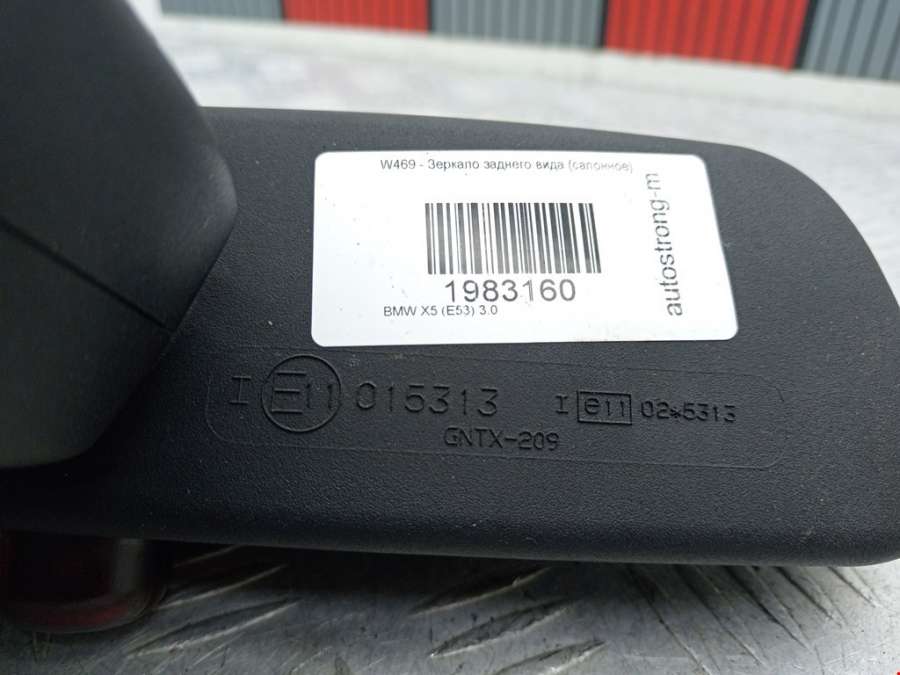 W469 - Зеркало заднего вида (салонное)
1983160
BMW X5 (E53) 3.0
autostrong-m
I E11 015313
I e11 02*5313
GNTX-209